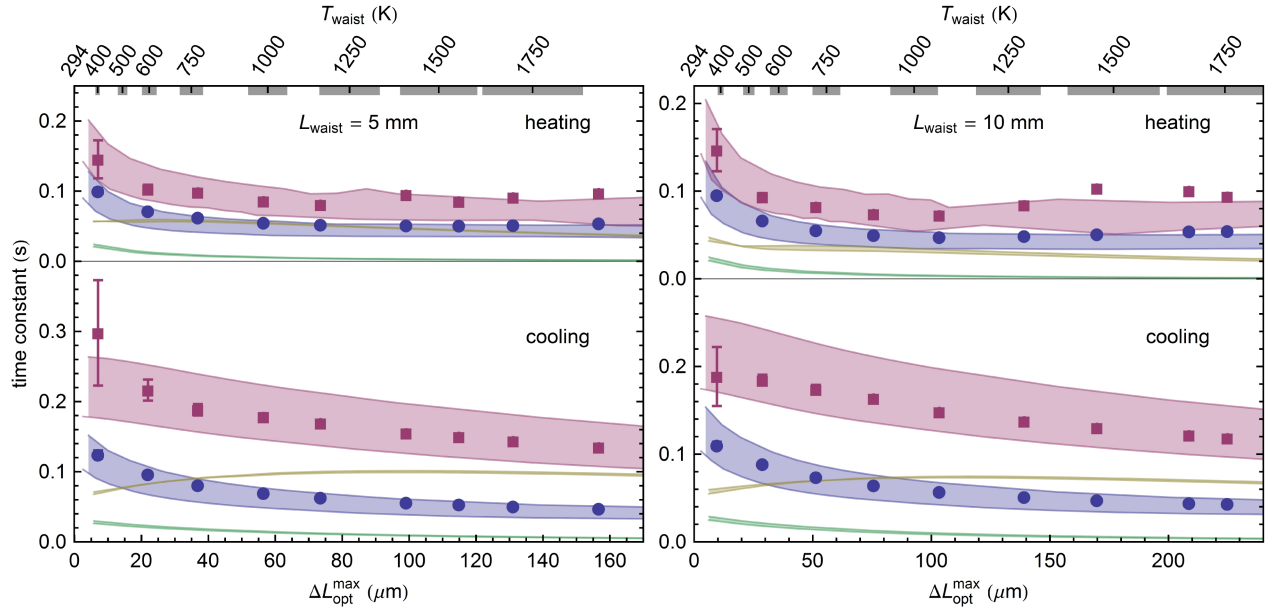 T_waist (K)
294 400 500 600 750 1000 1250 1500 1750
L_waist = 5 mm heating
0.2
0.1
0.0
cooling
0.3
0.2
0.1
0.0
time constant (s)
0 20 40 60 80 100 120 140 160
ΔL_opt^max (μm)
T_waist (K)
294 400 500 600 750 1000 1250 1500 1750
L_waist = 10 mm heating
0.2
0.1
0.0
cooling
0.2
0.1
0.0
0 50 100 150 200
ΔL_opt^max (μm)